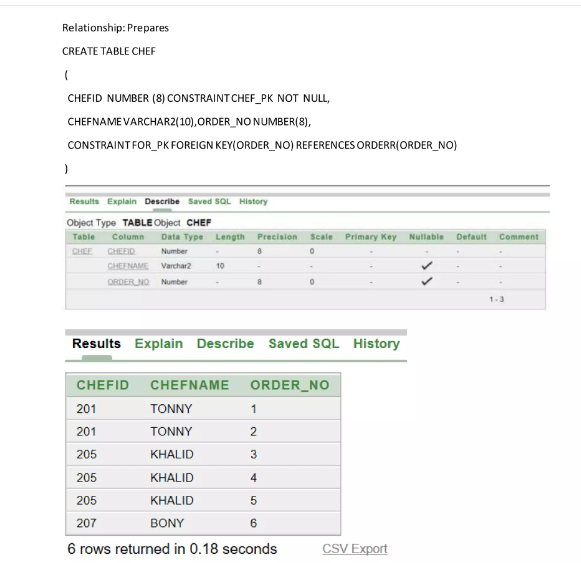 Relationship: Prepares
CREATE TABLE CHEF
(
CHEFID NUMBER (8) CONSTRAINT CHEF_PK NOT NULL,
CHEFNAME VARCHAR2(10),ORDER_NO NUMBER(8),
CONSTRAINT FOR_PK FOREIGN KEY(ORDER_NO) REFERENCES ORDERR(ORDER_NO)
)
Results Explain Describe Saved SQL History
Object Type TABLE Object CHEF
Table Column Data Type Length Precision Scale Primary Key Nullable Default Comment
CHEF CHEFID Number - 8 0 - - - -
CHEFNAME Varchar2 10 - - - ✓ - -
ORDER_NO Number - 8 0 - ✓ - -
1 - 3
Results Explain Describe Saved SQL History
CHEFID CHEFNAME ORDER_NO
201 TONNY 1
201 TONNY 2
205 KHALID 3
205 KHALID 4
205 KHALID 5
207 BONY 6
6 rows returned in 0.18 seconds CSV Export